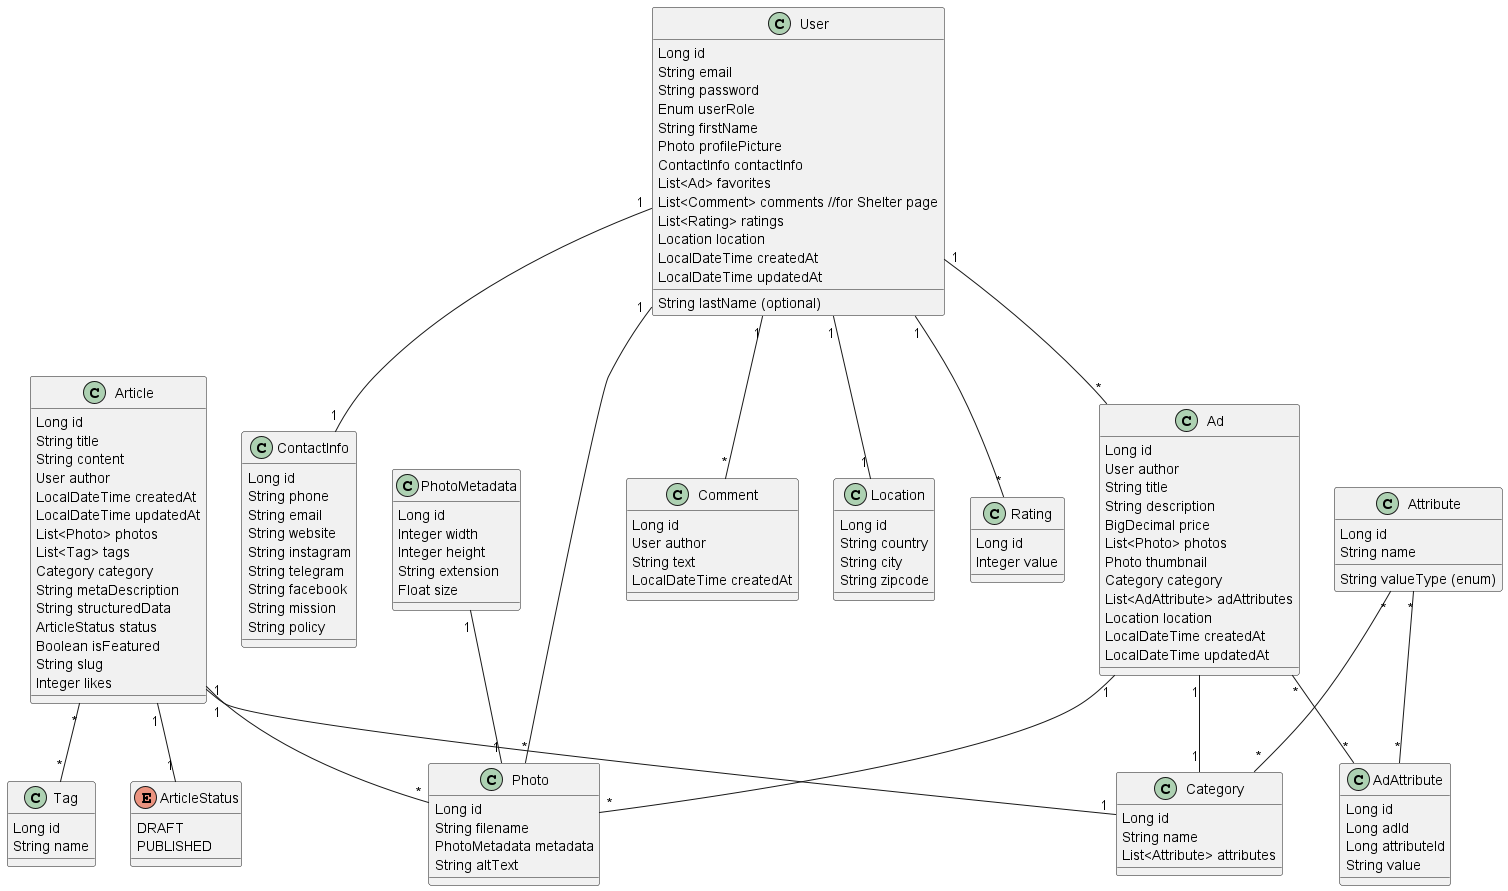 C User
Long id
String email
String password
Enum userRole
String firstName
Photo profilePicture
ContactInfo contactInfo
List<Ad> favorites
List<Comment> comments //for Shelter page
List<Rating> ratings
Location location
LocalDateTime createdAt
LocalDateTime updatedAt
String lastName (optional)
1
1
1
1
1
1
1
*
1
*
1
*
C Article
Long id
String title
String content
User author
LocalDateTime createdAt
LocalDateTime updatedAt
List<Photo> photos
List<Tag> tags
Category category
String metaDescription
String structuredData
ArticleStatus status
Boolean isFeatured
String slug
Integer likes
C ContactInfo
Long id
String phone
String email
String website
String instagram
String telegram
String facebook
String mission
String policy
C PhotoMetadata
Long id
Integer width
Integer height
String extension
Float size
C Comment
Long id
User author
String text
LocalDateTime createdAt
C Location
Long id
String country
String city
String zipcode
C Rating
Long id
Integer value
C Ad
Long id
User author
String title
String description
BigDecimal price
List<Photo> photos
Photo thumbnail
Category category
List<AdAttribute> adAttributes
Location location
LocalDateTime createdAt
LocalDateTime updatedAt
C Attribute
Long id
String name
String valueType (enum)
*
1
1
1
1
1
1
*
*
*
*
1
*
1
*
*
1
*
1
*
*
C Tag
Long id
String name
E ArticleStatus
DRAFT
PUBLISHED
C Photo
Long id
String filename
PhotoMetadata metadata
String altText
C Category
Long id
String name
List<Attribute> attributes
C AdAttribute
Long id
Long adId
Long attributeId
String value